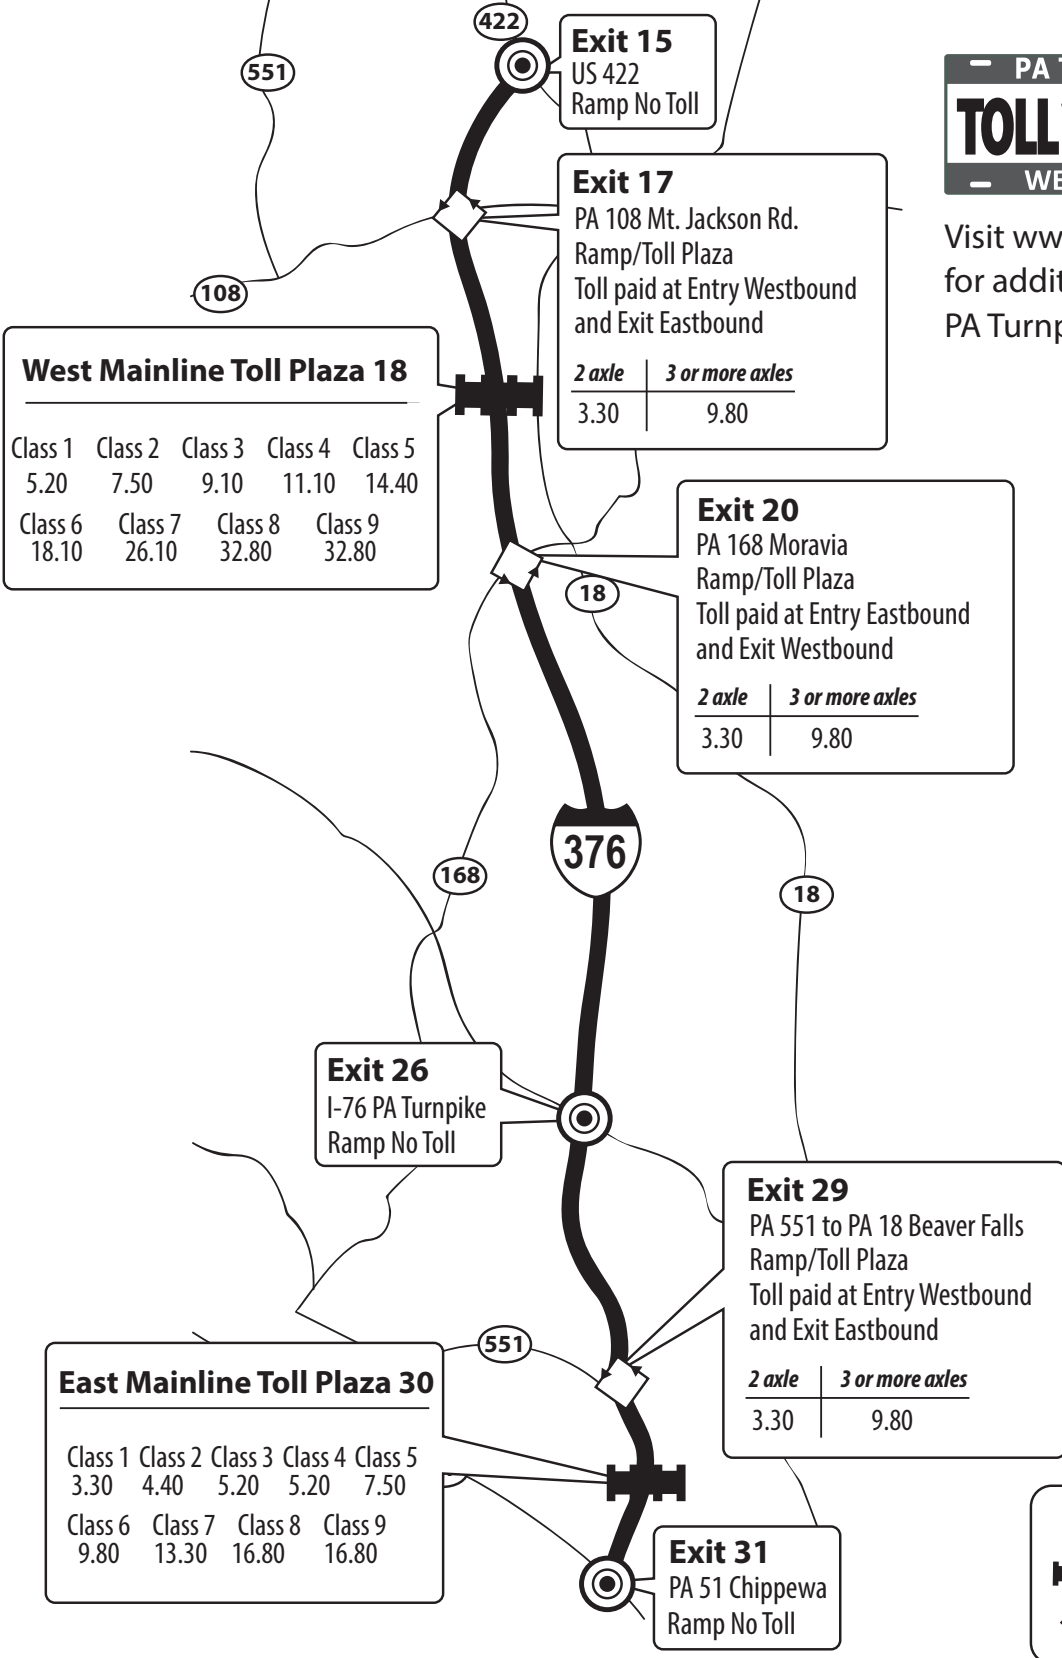 422
551
Exit 15
US 422
Ramp No Toll
PA
TOLL
Visit
for
PA
Exit 17
PA 108 Mt. Jackson Rd.
Ramp/Toll Plaza
Toll paid at Entry Westbound
and Exit Eastbound
2 axle 3 or more axles
3.30 9.80
108
West Mainline Toll Plaza 18
Class 1 Class 2 Class 3 Class 4 Class 5
5.20 7.50 9.10 11.10 14.40
Class 6 Class 7 Class 8 Class 9
18.10 26.10 32.80 32.80
Exit 20
PA 168 Moravia
Ramp/Toll Plaza
Toll paid at Entry Eastbound
and Exit Westbound
2 axle 3 or more axles
3.30 9.80
18
376
168
18
Exit 26
I-76 PA Turnpike
Ramp No Toll
Exit 29
PA 551 to PA 18 Beaver Falls
Ramp/Toll Plaza
Toll paid at Entry Westbound
and Exit Eastbound
2 axle 3 or more axles
3.30 9.80
551
East Mainline Toll Plaza 30
Class 1 Class 2 Class 3 Class 4 Class 5
3.30 4.40 5.20 5.20 7.50
Class 6 Class 7 Class 8 Class 9
9.80 13.30 16.80 16.80
Exit 31
PA 51 Chippewa
Ramp No Toll